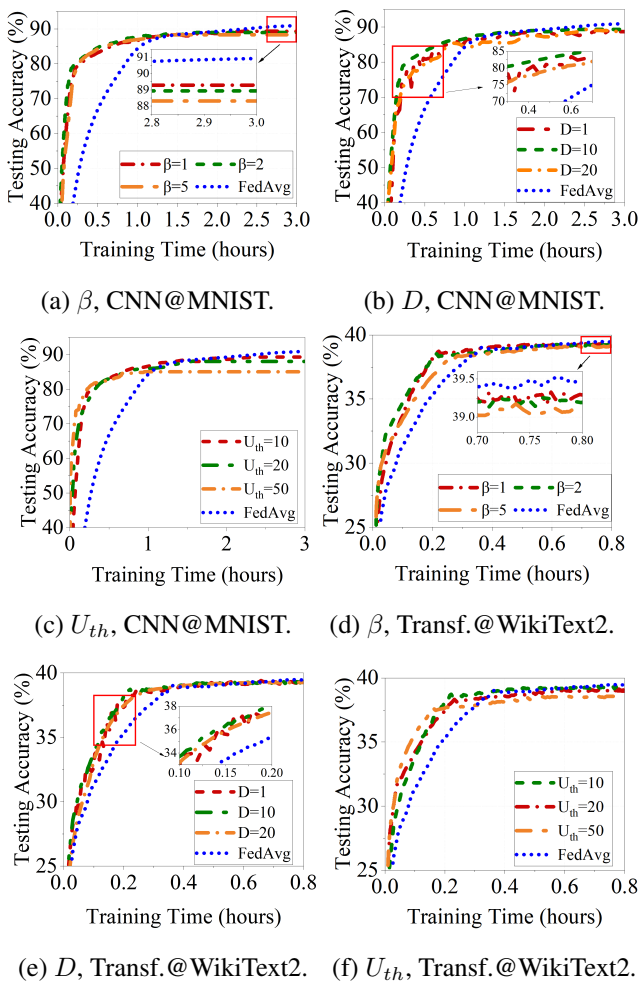 Testing Accuracy (%)
90
80
70
60
50
40
0.0 0.5 1.0 1.5 2.0 2.5 3.0
Training Time (hours)
91
90
89
88
2.8 2.9 3.0
β=1 β=2
β=5 FedAvg
(a) β, CNN@MNIST.
Testing Accuracy (%)
90
80
70
60
50
40
0.0 0.5 1.0 1.5 2.0 2.5 3.0
Training Time (hours)
85
80
75
70
0.4 0.6
D=1
D=10
D=20
FedAvg
(b) D, CNN@MNIST.
Testing Accuracy (%)
90
80
70
60
50
40
0 1 2 3
Training Time (hours)
Uth=10
Uth=20
Uth=50
FedAvg
(c) Uth, CNN@MNIST.
Testing Accuracy (%)
40
35
30
25
0.0 0.2 0.4 0.6 0.8
Training Time (hours)
39.5
39.0
0.70 0.75 0.80
β=1 β=2
β=5 FedAvg
(d) β, Transf.@WikiText2.
Testing Accuracy (%)
40
35
30
25
0.0 0.2 0.4 0.6 0.8
Training Time (hours)
38
36
34
0.10 0.15 0.20
D=1
D=10
D=20
FedAvg
(e) D, Transf.@WikiText2.
Testing Accuracy (%)
40
35
30
25
0.0 0.2 0.4 0.6 0.8
Training Time (hours)
Uth=10
Uth=20
Uth=50
FedAvg
(f) Uth, Transf.@WikiText2.